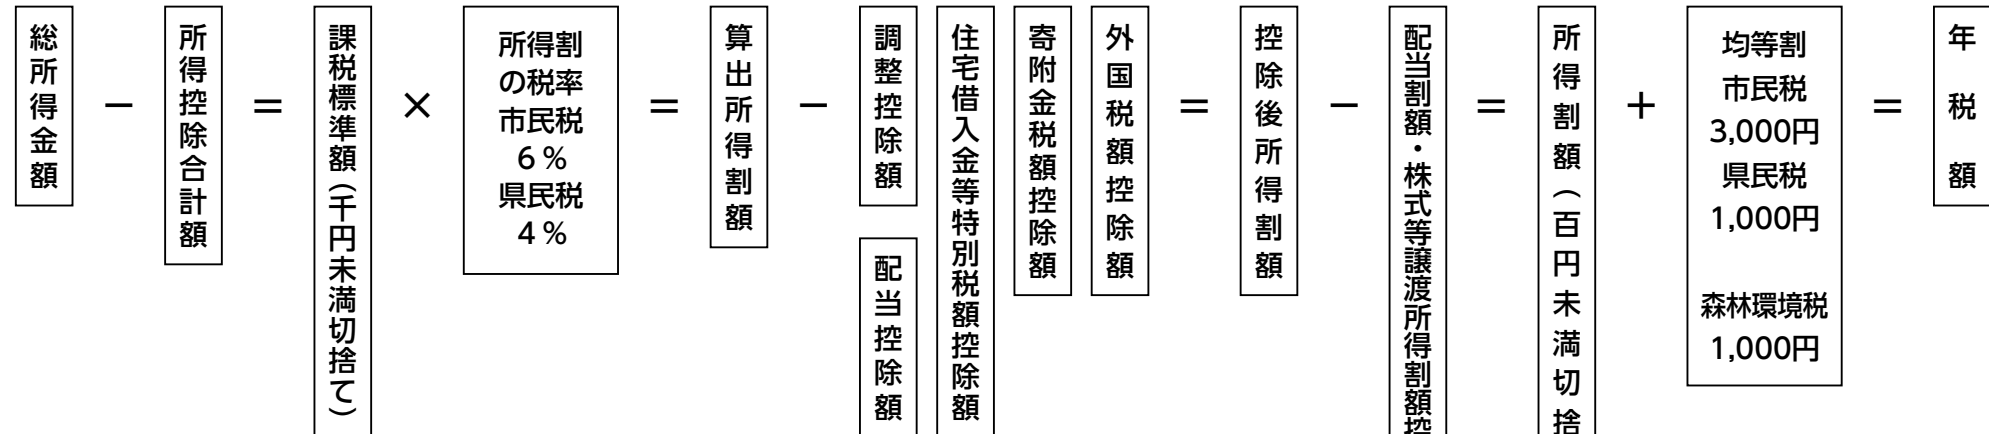 総所得金額
−
所得控除合計額
＝
課税標準額（千円未満切捨て）
×
所得割
の税率
市民税
6％
県民税
4％
＝
算出所得割額
−
調整控除額
配当控除額
住宅借入金等特別税額控除額
寄附金税額控除額
外国税額控除額
＝
控除後所得割額
−
配当割額・株式等譲渡所得割額控
＝
所得割額（百円未満切捨
＋
均等割
市民税
3,000円
県民税
1,000円
森林環境税
1,000円
＝
年税額